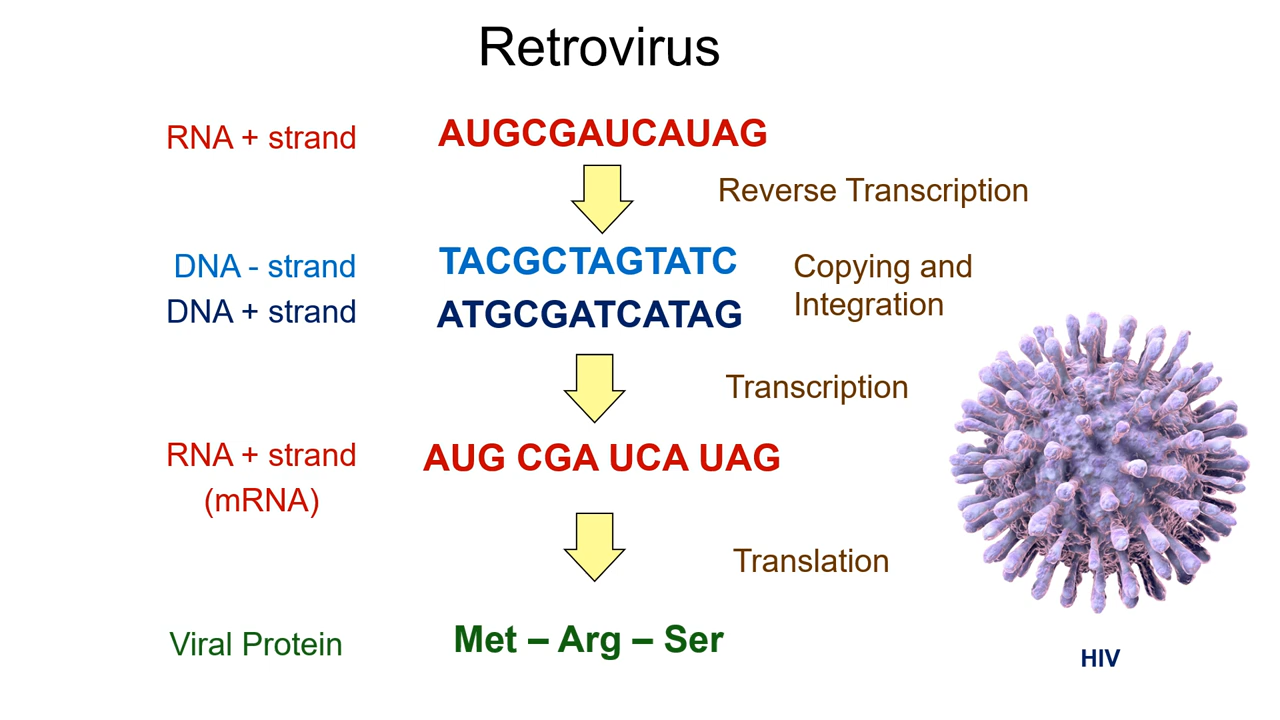 Retrovirus
RNA + strand
AUGCGAUCAUAG
Reverse Transcription
DNA - strand
TACGCTAGTATC
Copying and
Integration
DNA + strand
ATGCGATCATAG
Transcription
RNA + strand
(mRNA)
AUG CGA UCA UAG
Translation
Viral Protein
Met – Arg – Ser
HIV